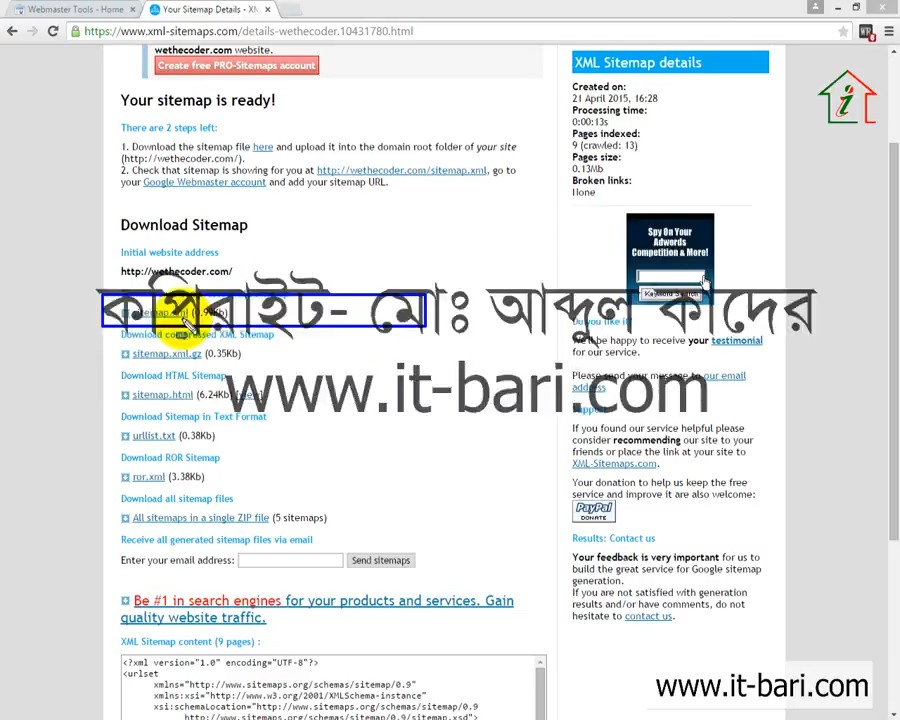 Webmaster Tools - Home
Your Sitemap Details - X
https://www.xml-sitemaps.com/details-wethecoder.10431780.html
wethecoder.com website.
Create free PRO-Sitemaps account
Your sitemap is ready!
There are 2 steps left:
1. Download the sitemap file here and upload it into the domain root folder of your site
(http://wethecoder.com/).
2. Check that sitemap is showing for you at http://wethecoder.com/sitemap.xml, go to
your Google Webmaster account and add your sitemap URL.
Download Sitemap
Initial website address
http://wethecoder.com/
কপিরাইট- মোঃ আব্দুল কাদের
sitemap.xml
Download compressed XML Sitemap
sitemap.xml.gz (0.35Kb)
Download HTML Sitemap
www.it-bari.com
sitemap.html (6.24Kb)
Download Sitemap in Text Format
urllist.txt (0.38Kb)
Download ROR Sitemap
ror.xml (3.38Kb)
Download all sitemap files
All sitemaps in a single ZIP file (5 sitemaps)
Receive all generated sitemap files via email
Enter your email address:
Send sitemaps
Be #1 in search engines for your products and services. Gain
quality website traffic.
XML Sitemap content (9 pages) :
<?xml version="1.0" encoding="UTF-8"?>
<urlset
xmlns="http://www.sitemaps.org/schemas/sitemap/0.9"
xmlns:xsi="http://www.w3.org/2001/XMLSchema-instance"
xsi:schemaLocation="http://www.sitemaps.org/schemas/sitemap/0.9
http://www.sitemaps.org/schemas/sitemap/0.9/sitemap.xsd">
XML Sitemap details
Created on:
21 April 2015, 16:28
Processing time:
0:00:13s
Pages indexed:
9 (crawled: 13)
Pages size:
0.13Mb
Broken links:
None
Spy On Your
Adwords
Competition & More!
Keyword Search
Do you like it?
We'll be happy to receive your testimonial
for our service.
Please send your message to our email
address
Support
If you found our service helpful please
consider recommending our site to your
friends or place the link at your site to
XML-Sitemaps.com.
Your donation to help us keep the free
service and improve it are also welcome:
PayPal
DONATE
Results: Contact us
Your feedback is very important for us to
build the great service for Google sitemap
generation.
If you are not satisfied with generation
results and/or have comments, do not
hesitate to contact us.
www.it-bari.com